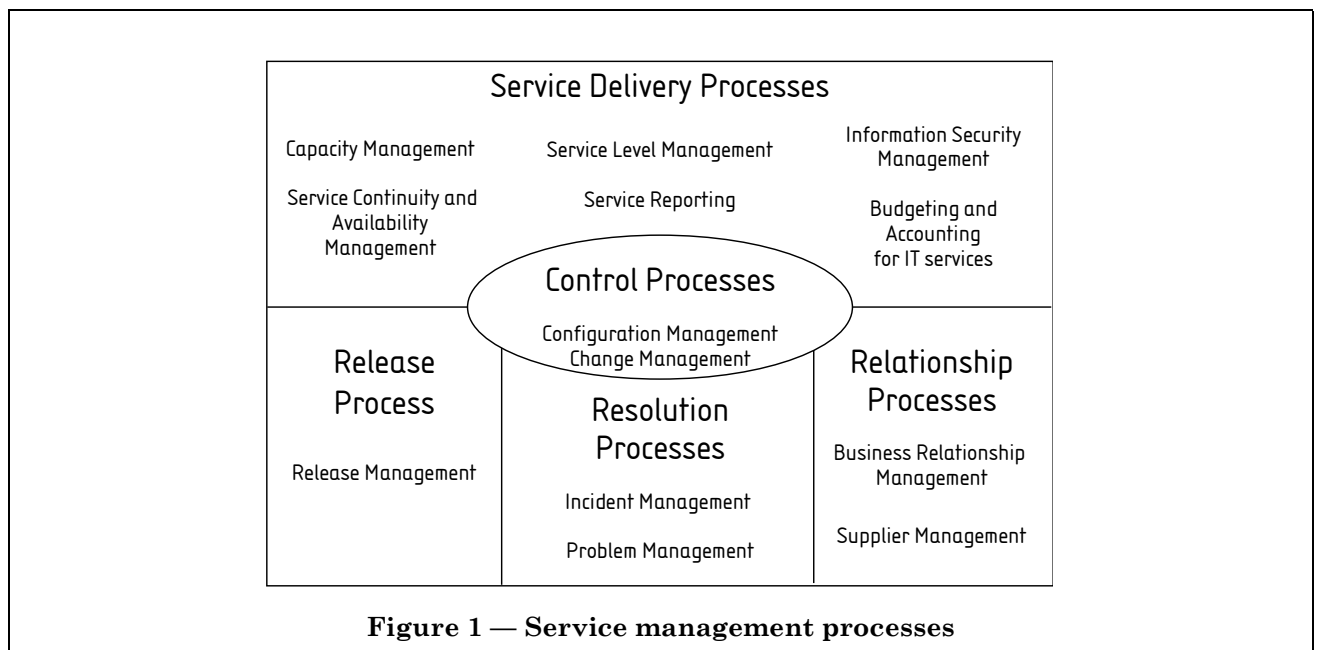 Service Delivery Processes
Capacity Management
Service Continuity and
Availability
Management
Service Level Management
Service Reporting
Information Security
Management
Budgeting and
Accounting
for IT services
Control Processes
Configuration Management
Change Management
Release
Process
Release Management
Resolution
Processes
Incident Management
Problem Management
Relationship
Processes
Business Relationship
Management
Supplier Management
Figure 1 — Service management processes